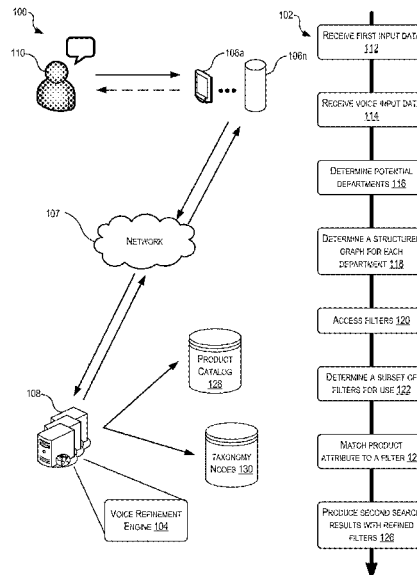 100
110
106a
106n
107
NETWORK
108
PRODUCT
CATALOG
128
TAXONOMY
NODES 130
VOICE REFINEMENT
ENGINE 104
102
RECEIVE FIRST INPUT DATA
112
RECEIVE VOICE INPUT DATA
114
DETERMINE POTENTIAL
DEPARTMENTS 116
DETERMINE A STRUCTURED
GRAPH FOR EACH
DEPARTMENT 118
ACCESS FILTERS 120
DETERMINE A SUBSET OF
FILTERS FOR USE 122
MATCH PRODUCT
ATTRIBUTE TO A FILTER
PRODUCE SECOND SEARCH
RESULTS WITH REFINED
FILTERS 126